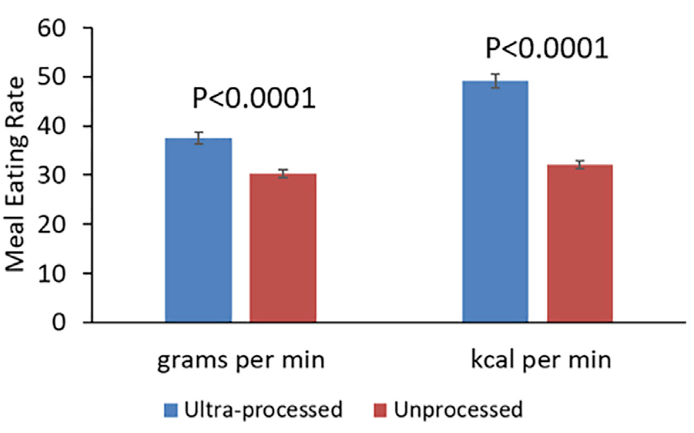 60
50
40
30
20
10
0
Meal Eating Rate
P<0.0001
P<0.0001
grams per min
kcal per min
Ultra-processed
Unprocessed